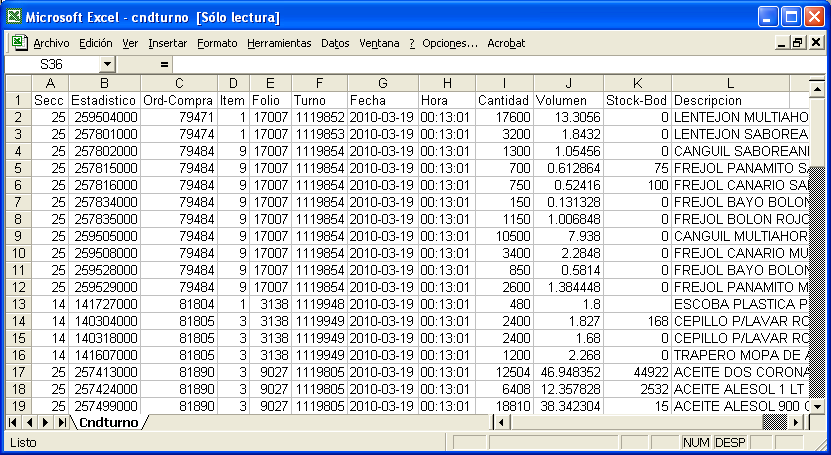 Microsoft Excel - cndturno [Sólo lectura]
Archivo Edición Ver Insertar Formato Herramientas Datos Ventana ? Opciones... Acrobat
S36 =
A B C D E F G H I J K L
1 Secc Estadistico Ord-Compra Item Folio Turno Fecha Hora Cantidad Volumen Stock-Bod Descripcion
2 25 259504000 79471 1 17007 1119852 2010-03-19 00:13:01 17600 13.3056 0 LENTEJON MULTIAHO
3 25 257801000 79474 1 17007 1119853 2010-03-19 00:13:01 3200 1.8432 0 LENTEJON SABOREA
4 25 257802000 79484 9 17007 1119854 2010-03-19 00:13:01 1300 1.05456 0 CANGUIL SABOREAN
5 25 257815000 79484 9 17007 1119854 2010-03-19 00:13:01 700 0.612864 75 FREJOL PANAMITO S
6 25 257816000 79484 9 17007 1119854 2010-03-19 00:13:01 750 0.52416 100 FREJOL CANARIO SA
7 25 257834000 79484 9 17007 1119854 2010-03-19 00:13:01 150 0.131328 0 FREJOL BAYO BOLON
8 25 257835000 79484 9 17007 1119854 2010-03-19 00:13:01 1150 1.006848 0 FREJOL BOLON ROJO
9 25 259505000 79484 9 17007 1119854 2010-03-19 00:13:01 10500 7.938 0 CANGUIL MULTIAHOR
10 25 259508000 79484 9 17007 1119854 2010-03-19 00:13:01 3400 2.2848 0 FREJOL CANARIO MU
11 25 259528000 79484 9 17007 1119854 2010-03-19 00:13:01 850 0.5814 0 FREJOL BAYO BOLON
12 25 259529000 79484 9 17007 1119854 2010-03-19 00:13:01 2600 1.384448 0 FREJOL PANAMITO M
13 14 141727000 81804 1 3138 1119948 2010-03-19 00:13:01 480 1.8 ESCOBA PLASTICA P
14 14 140304000 81805 3 3138 1119949 2010-03-19 00:13:01 2400 1.827 168 CEPILLO P/LAVAR RO
15 14 140318000 81805 3 3138 1119949 2010-03-19 00:13:01 2400 1.68 0 CEPILLO P/LAVAR RO
16 14 141607000 81805 3 3138 1119949 2010-03-19 00:13:01 1200 2.268 0 TRAPERO MOPA DE A
17 25 257413000 81890 3 9027 1119805 2010-03-19 00:13:01 12504 46.948352 44922 ACEITE DOS CORONA
18 25 257424000 81890 3 9027 1119805 2010-03-19 00:13:01 6408 12.357828 2532 ACEITE ALESOL 1 LT
19 25 257499000 81890 3 9027 1119805 2010-03-19 00:13:01 18810 38.342304 15 ACEITE ALESOL 900 C
Cndturno
Listo NUM DESP